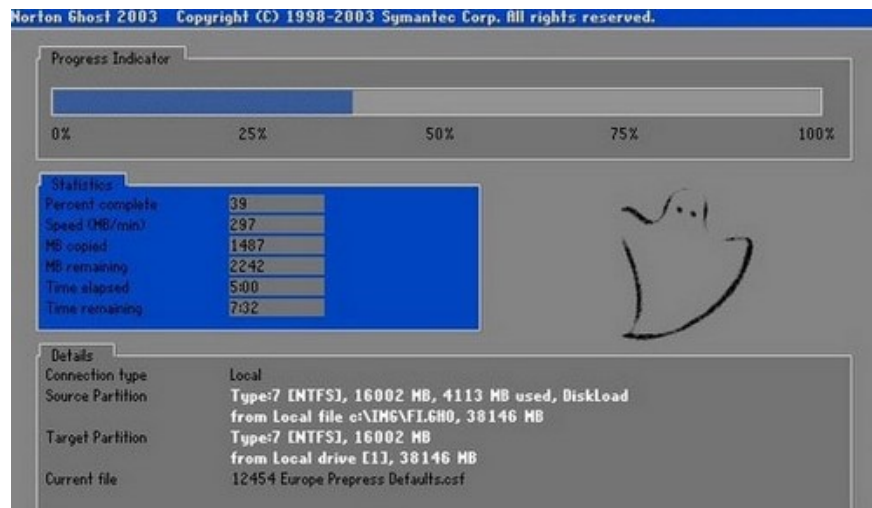 Norton Ghost 2003 Copyright (C) 1998-2003 Symantec Corp. All rights reserved.
Progress Indicator
0% 25% 50% 75% 100%
Statistics
Percent complete 39
Speed (MB/min) 297
MB copied 1487
MB remaining 2242
Time elapsed 5:00
Time remaining 7:32
Details
Connection type Local
Source Partition Type:7 [NTFS], 16002 MB, 4113 MB used, DiskLoad
from Local file c:\IMG\FI.GHO, 38146 MB
Target Partition Type:7 [NTFS], 16002 MB
from Local drive [1], 38146 MB
Current file 12454 Europe Prepress Defaults.csf